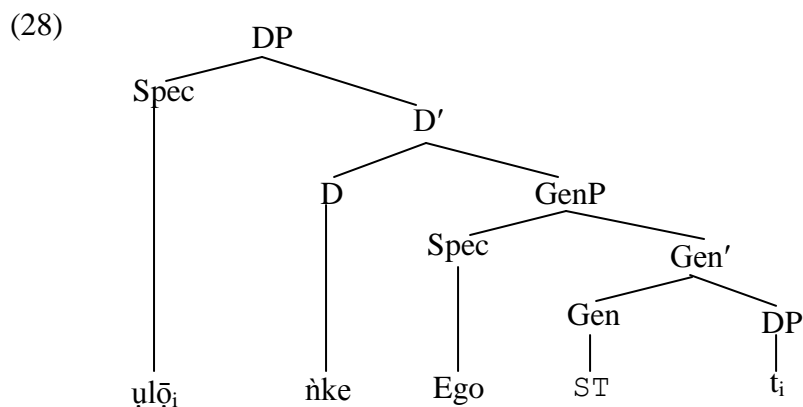 (28)
DP
Spec
D′
D GenP
Spec
Gen′
Gen DP
ụlọ̄ᵢ ǹke Ego ST tᵢ